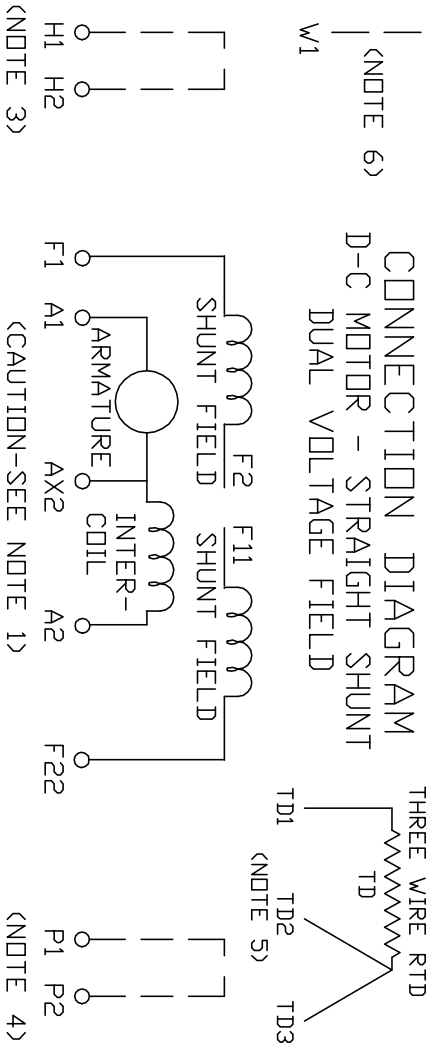 CONNECTION DIAGRAM
D-C MOTOR - STRAIGHT SHUNT
DUAL VOLTAGE FIELD
W1
(NOTE 6)
THREE WIRE RTD
TD
TD1
TD2
TD3
(NOTE 5)
F2
F11
SHUNT FIELD
SHUNT FIELD
ARMATURE
INTER-
COIL
H1
H2
F1
A1
AX2
A2
F22
P1
P2
(NOTE 3)
(CAUTION-SEE NOTE 1)
(NOTE 4)